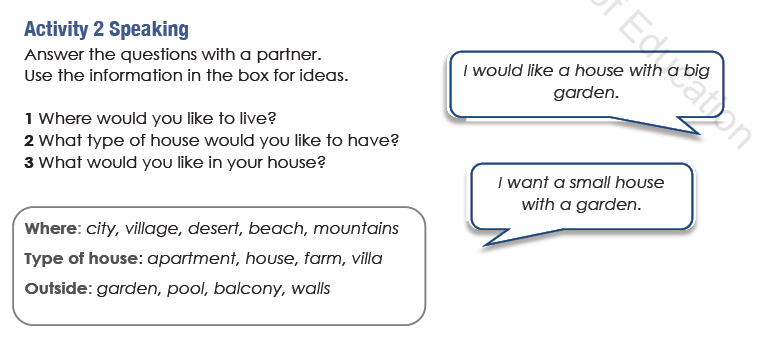 Activity 2 Speaking
Answer the questions with a partner.
Use the information in the box for ideas.
1 Where would you like to live?
2 What type of house would you like to have?
3 What would you like in your house?
Where: city, village, desert, beach, mountains
Type of house: apartment, house, farm, villa
Outside: garden, pool, balcony, walls
I would like a house with a big
garden.
I want a small house
with a garden.
of Education